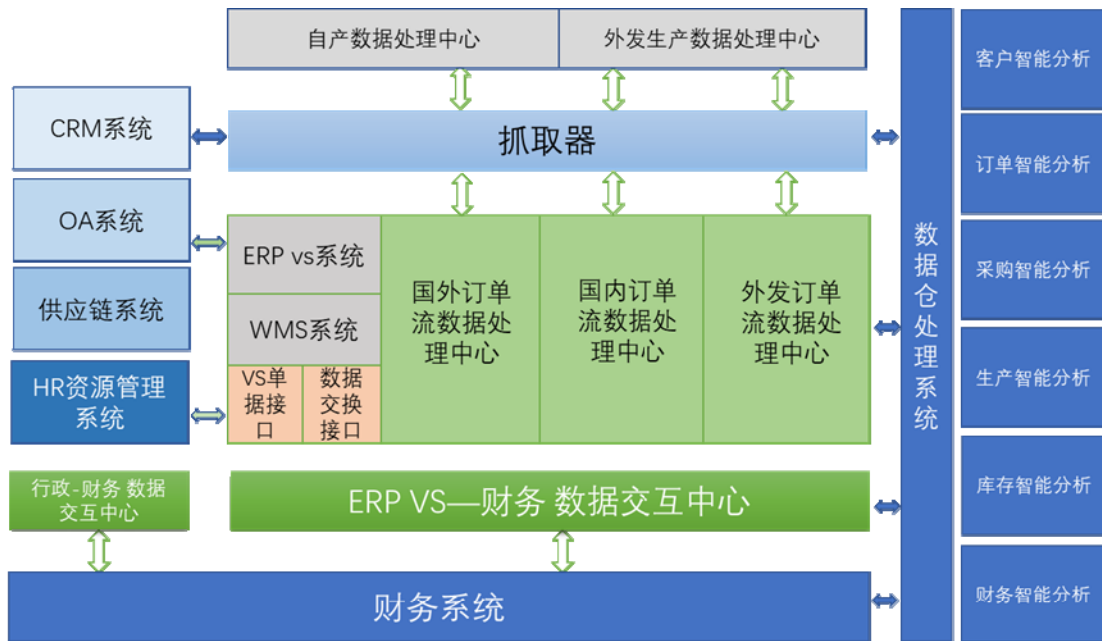 自产数据处理中心
外发生产数据处理中心
CRM系统
抓取器
OA系统
供应链系统
HR资源管理
系统
ERP vs系统
WMS系统
VS单
据接
口
数据
交换
接口
国外订单
流数据处
理中心
国内订单
流数据处
理中心
外发订单
流数据处
理中心
行政-财务 数据
交互中心
ERP VS—财务 数据交互中心
财务系统
数
据
仓
处
理
系
统
客户智能分析
订单智能分析
采购智能分析
生产智能分析
库存智能分析
财务智能分析